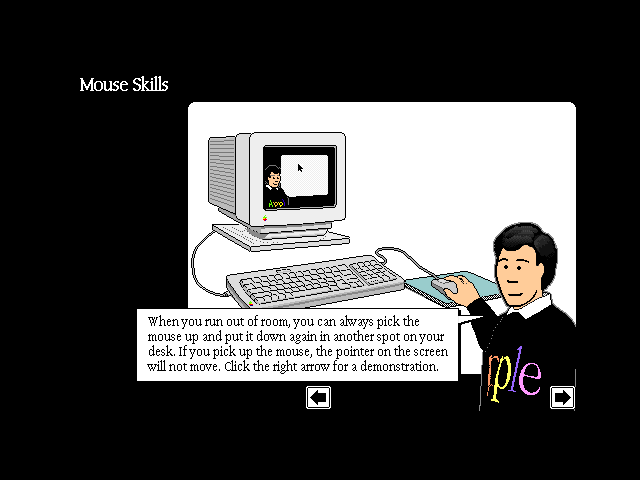 Mouse Skills
When you run out of room, you can always pick the
mouse up and put it down again in another spot on your
desk. If you pick up the mouse, the pointer on the screen
will not move. Click the right arrow for a demonstration.
pple